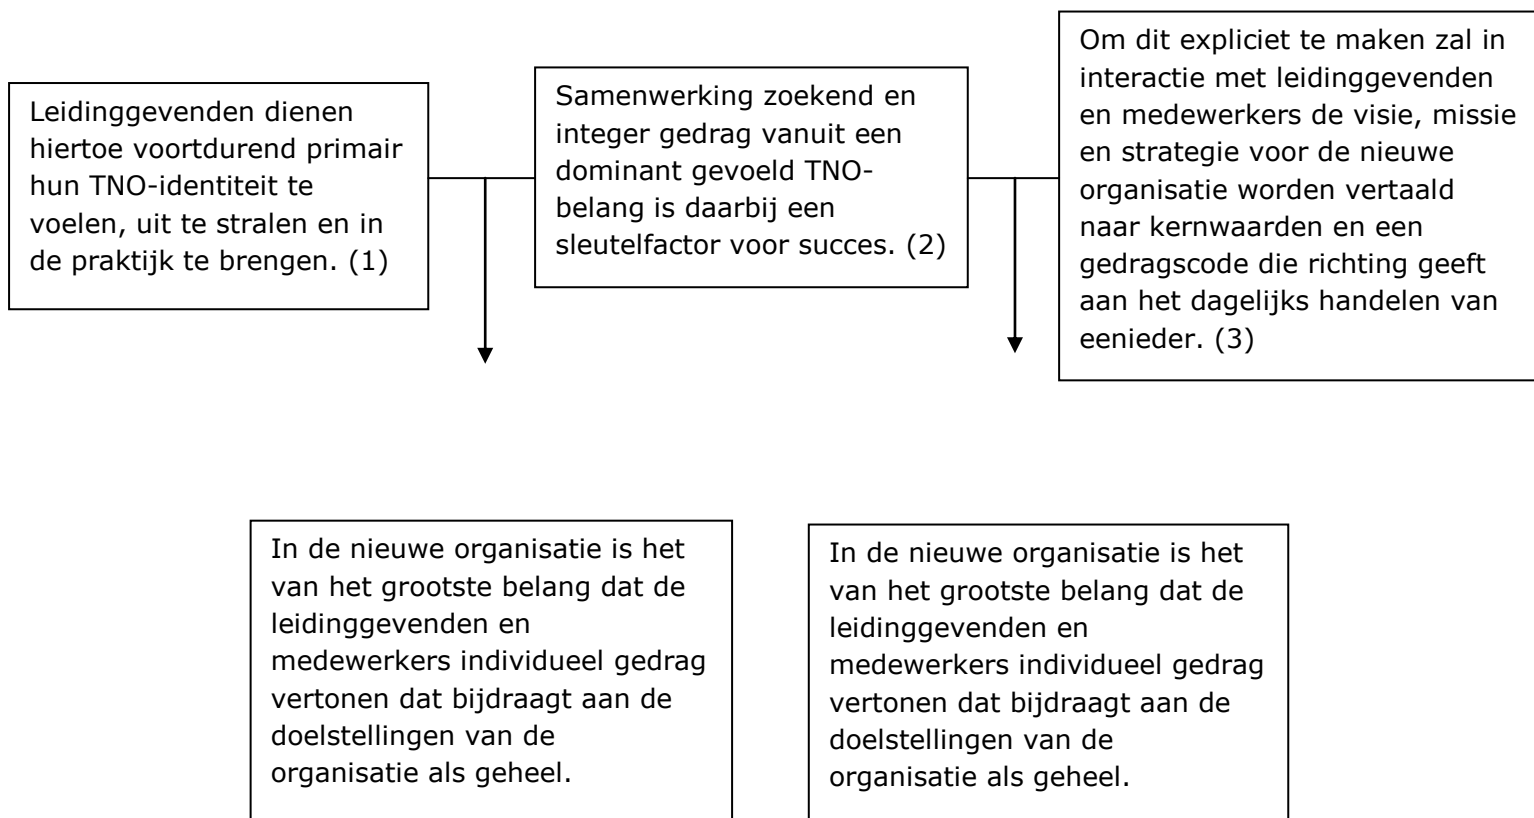 Leidinggevenden dienen
hiertoe voortdurend primair
hun TNO-identiteit te
voelen, uit te stralen en in
de praktijk te brengen. (1)
Samenwerking zoekend en
integer gedrag vanuit een
dominant gevoeld TNO-
belang is daarbij een
sleutelfactor voor succes. (2)
Om dit expliciet te maken zal in
interactie met leidinggevenden
en medewerkers de visie, missie
en strategie voor de nieuwe
organisatie worden vertaald
naar kernwaarden en een
gedragscode die richting geeft
aan het dagelijks handelen van
eenieder. (3)
In de nieuwe organisatie is het
van het grootste belang dat de
leidinggevenden en
medewerkers individueel gedrag
vertonen dat bijdraagt aan de
doelstellingen van de
organisatie als geheel.
In de nieuwe organisatie is het
van het grootste belang dat de
leidinggevenden en
medewerkers individueel gedrag
vertonen dat bijdraagt aan de
doelstellingen van de
organisatie als geheel.